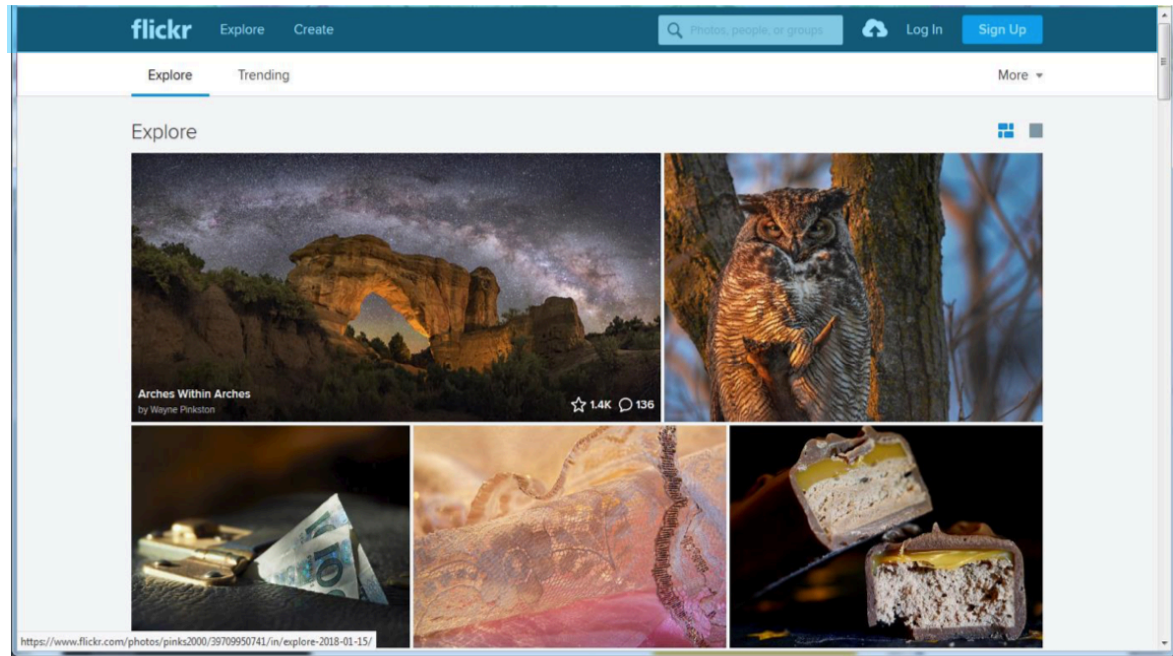 flickr Explore Create Photos, people, or groups Log In Sign Up
Explore Trending More
Explore
Arches Within Arches
by Wayne Pinkston
1.4K 136
10
https://www.flickr.com/photos/pinks2000/39709950741/in/explore-2018-01-15/